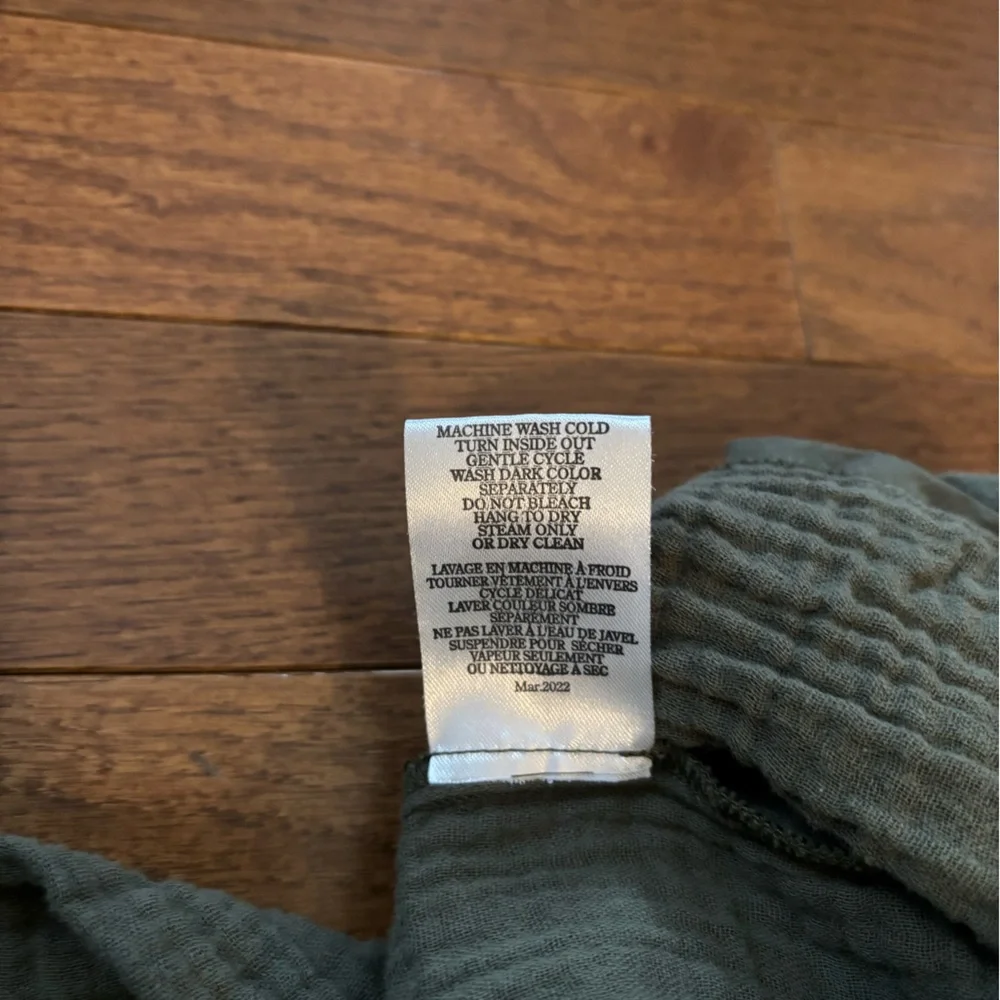 MACHINE WASH COLD
TURN INSIDE OUT
GENTLE CYCLE
WASH DARK COLOR
SEPARATELY
DO NOT BLEACH
HANG TO DRY
STEAM ONLY
OR DRY CLEAN
LAVAGE EN MACHINE À FROID
TOURNER VÊTEMENT À L'ENVERS
CYCLE DÉLICAT
LAVER COULEUR SOMBRE
SÉPARÉMENT
NE PAS LAVER À L'EAU DE JAVEL
SUSPENDRE POUR SÉCHER
VAPEUR SEULEMENT
OU NETTOYAGE À SEC
Mar.2022